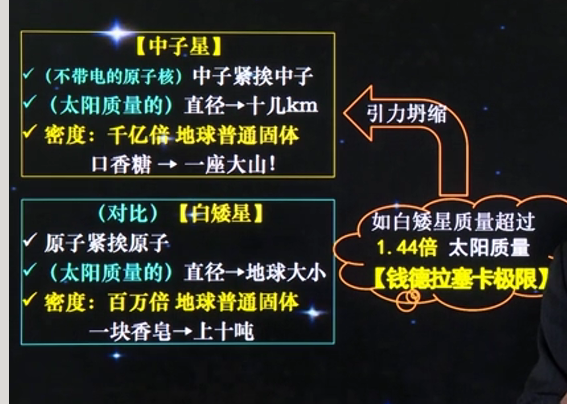 【中子星】
✓（不带电的原子核）中子紧挨中子
✓（太阳质量的）直径→十几km
✓ 密度：千亿倍 地球普通固体
口香糖 → 一座大山！
引力坍缩
（对比）【白矮星】
✓ 原子紧挨原子
✓（太阳质量的）直径→地球大小
✓ 密度：百万倍 地球普通固体
一块香皂→上十吨
如白矮星质量超过
1.44倍 太阳质量
【钱德拉塞卡极限】